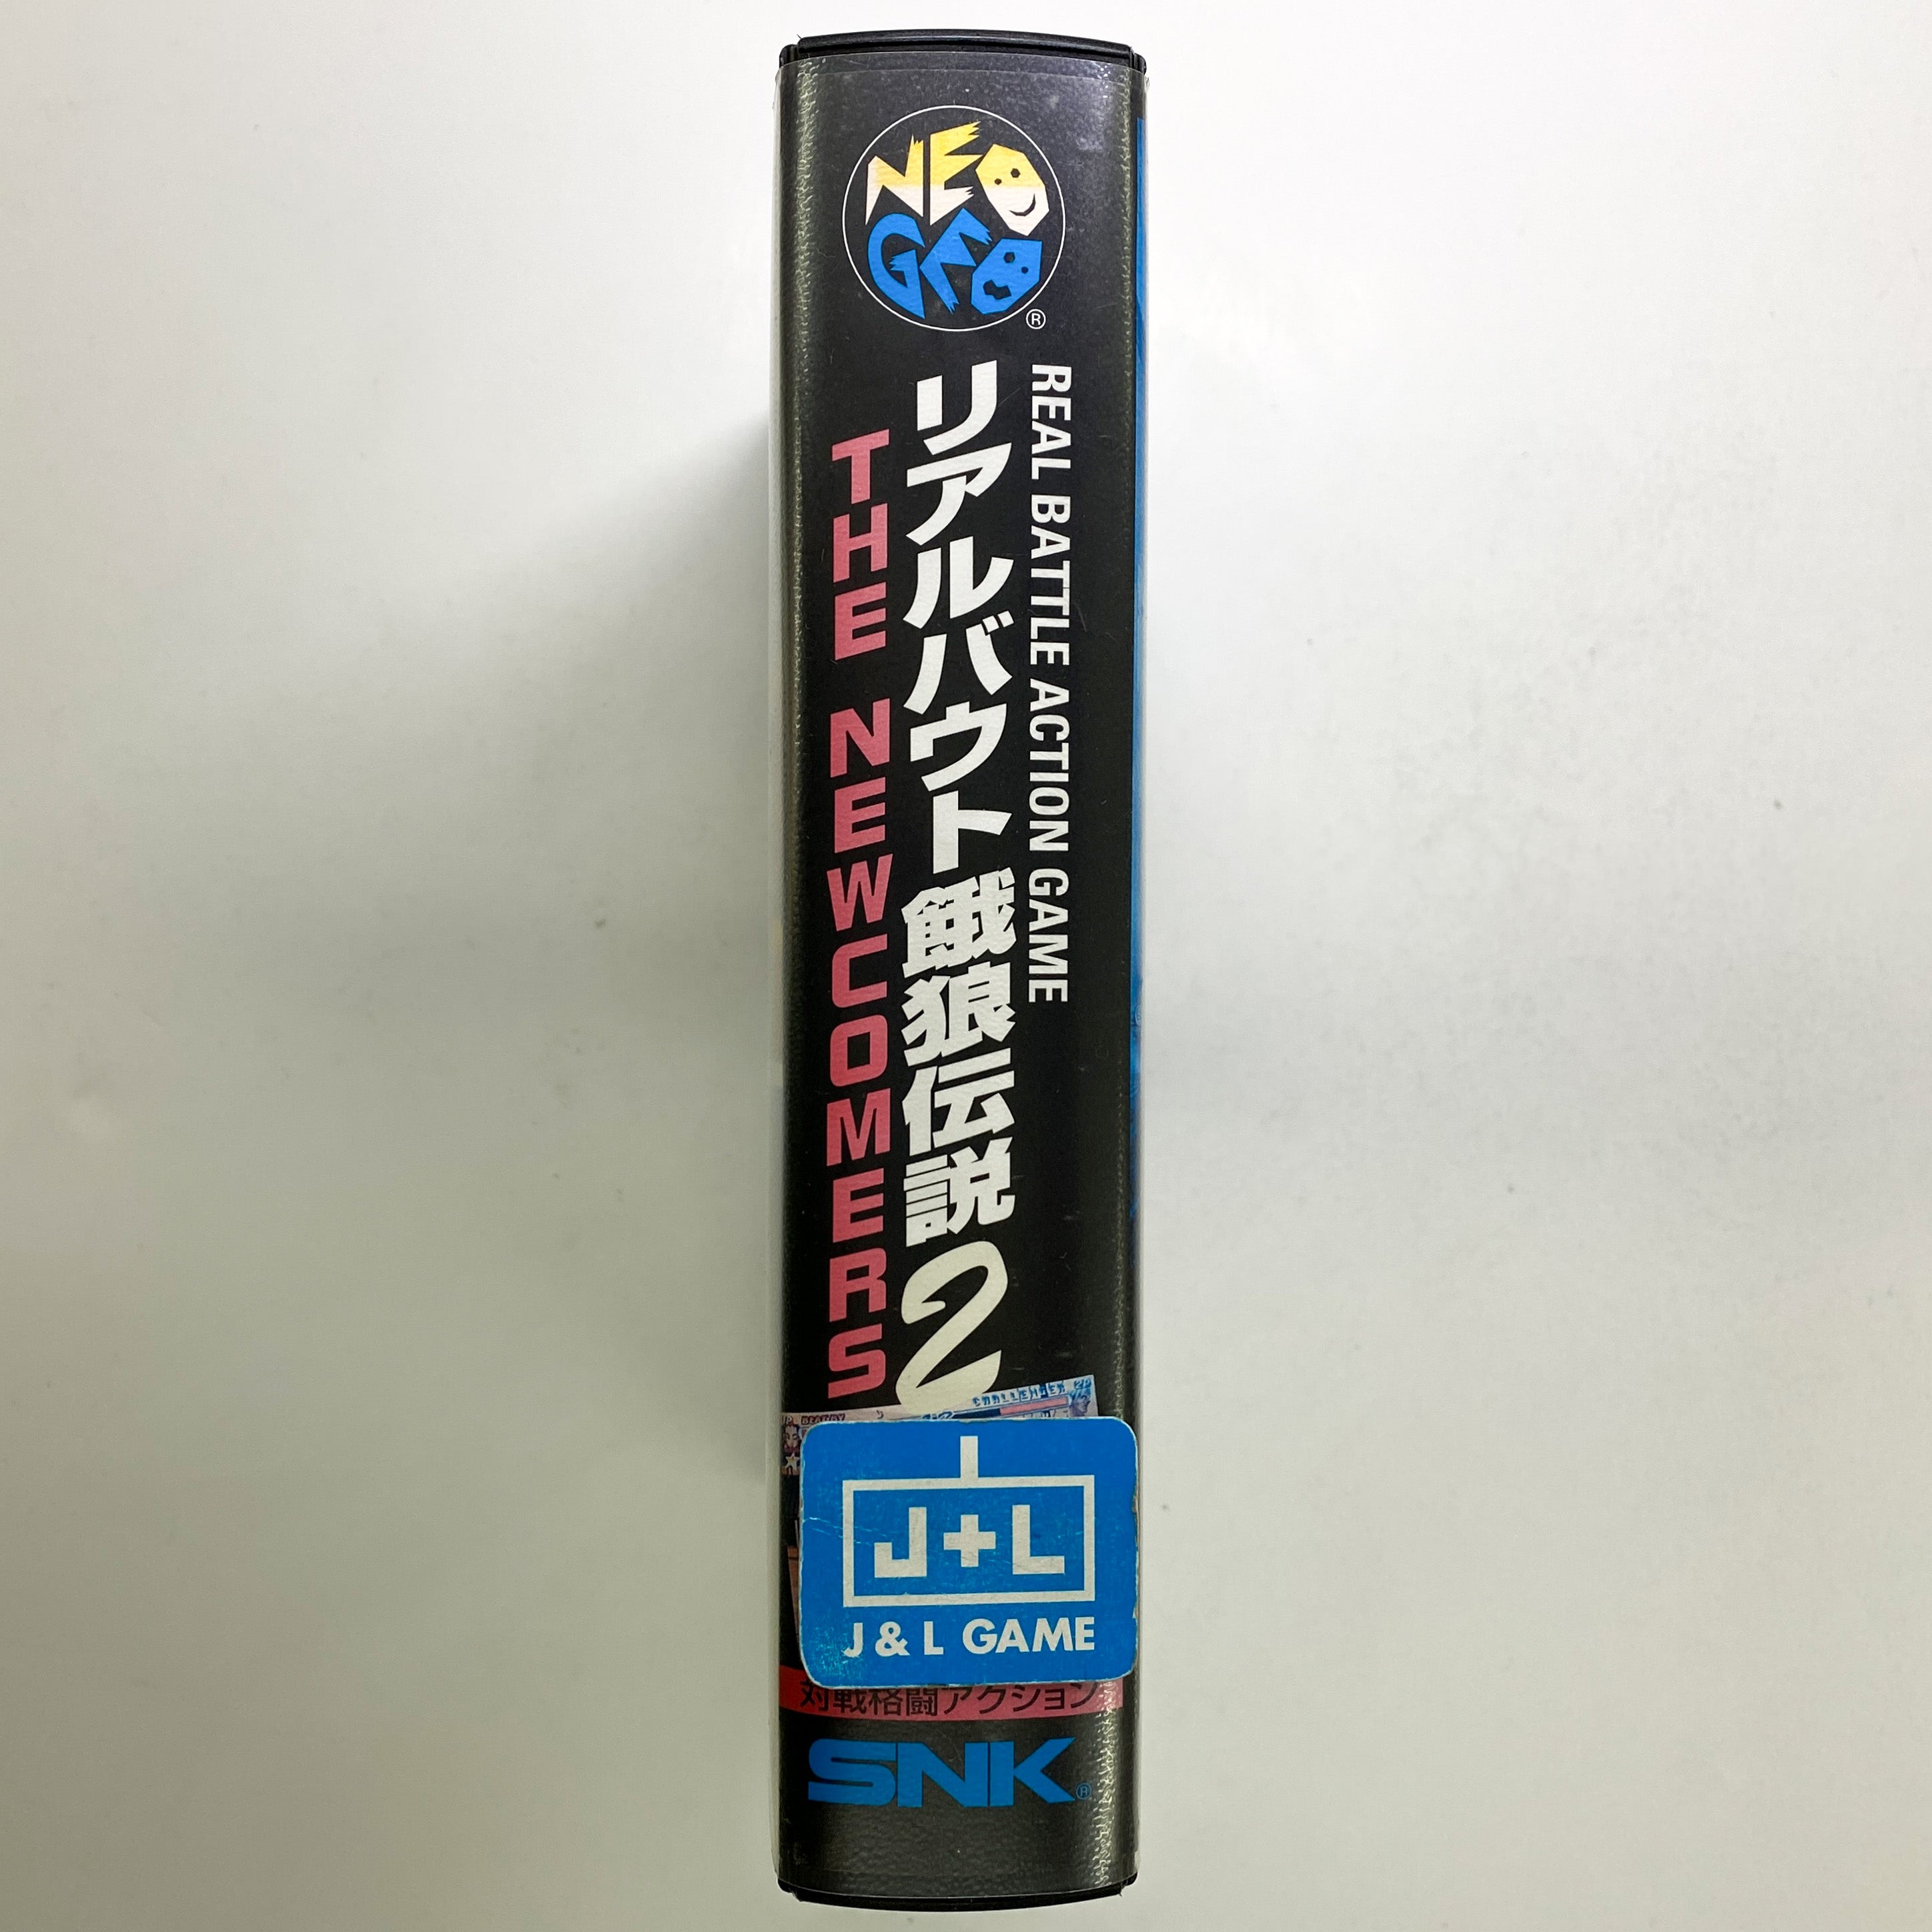 NEO
GEO
®
REAL BATTLE ACTION GAME
リアルバウト餓狼伝説2
THE NEWCOMERS
CHALLENGER
J+L
J & L GAME
対戦格闘アクション
SNK®